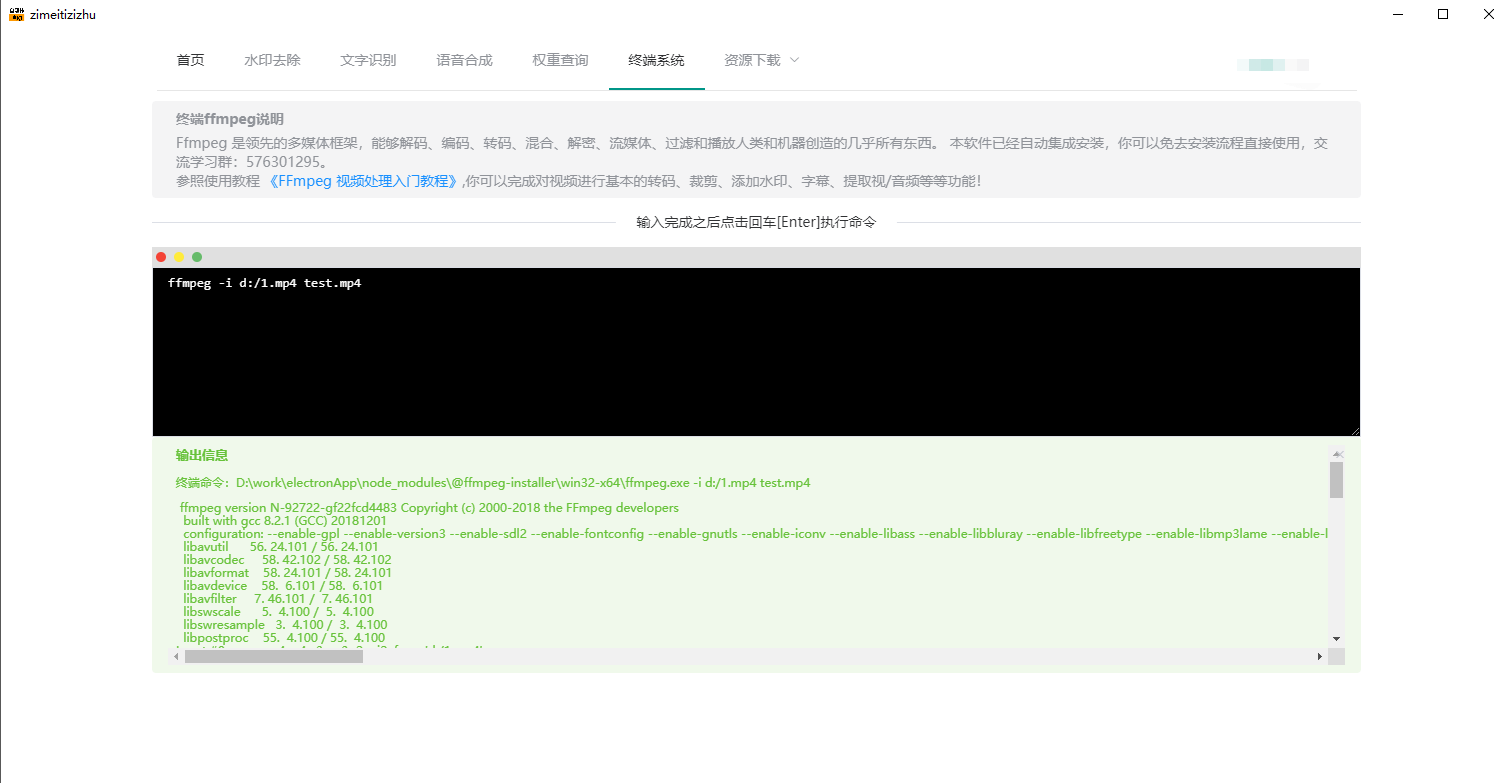 zimeitizizhu
首页 水印去除 文字识别 语音合成 权重查询 终端系统 资源下载
终端ffmpeg说明
Ffmpeg 是领先的多媒体框架，能够解码、编码、转码、混合、解密、流媒体、过滤和播放人类和机器创造的几乎所有东西。 本软件已经自动集成安装，你可以免去安装流程直接使用，交
流学习群：576301295。
参照使用教程 《FFmpeg 视频处理入门教程》,你可以完成对视频进行基本的转码、裁剪、添加水印、字幕、提取视/音频等等功能！
输入完成之后点击回车[Enter]执行命令
ffmpeg -i d:/1.mp4 test.mp4
输出信息
终端命令：D:\work\electronApp\node_modules\@ffmpeg-installer\win32-x64\ffmpeg.exe -i d:/1.mp4 test.mp4
ffmpeg version N-92722-gf22fcd4483 Copyright (c) 2000-2018 the FFmpeg developers
built with gcc 8.2.1 (GCC) 20181201
configuration: --enable-gpl --enable-version3 --enable-sdl2 --enable-fontconfig --enable-gnutls --enable-iconv --enable-libass --enable-libbluray --enable-libfreetype --enable-libmp3lame --enable-l
libavutil 56. 24.101 / 56. 24.101
libavcodec 58. 42.102 / 58. 42.102
libavformat 58. 24.101 / 58. 24.101
libavdevice 58. 6.101 / 58. 6.101
libavfilter 7. 46.101 / 7. 46.101
libswscale 5. 4.100 / 5. 4.100
libswresample 3. 4.100 / 3. 4.100
libpostproc 55. 4.100 / 55. 4.100